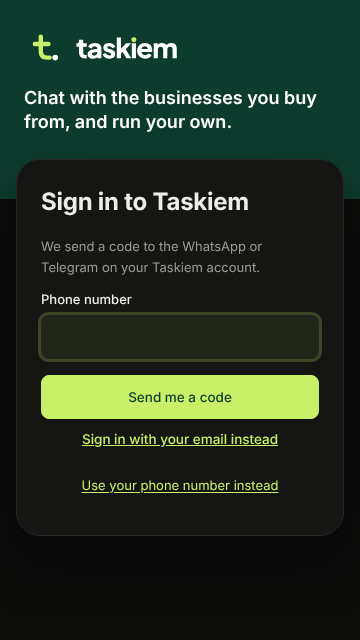 taskiem
Chat with the businesses you buy
from, and run your own.
Sign in to Taskiem
We send a code to the WhatsApp or
Telegram on your Taskiem account.
Phone number
Send me a code
Sign in with your email instead
Use your phone number instead